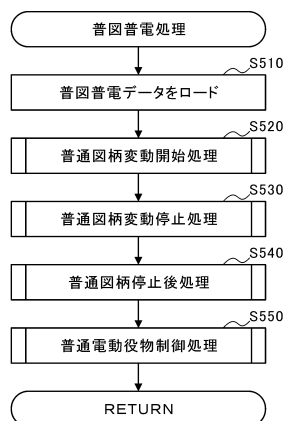 普図普電処理
S510
普図普電データをロード
S520
普通図柄変動開始処理
S530
普通図柄変動停止処理
S540
普通図柄停止後処理
S550
普通電動役物制御処理
RETURN